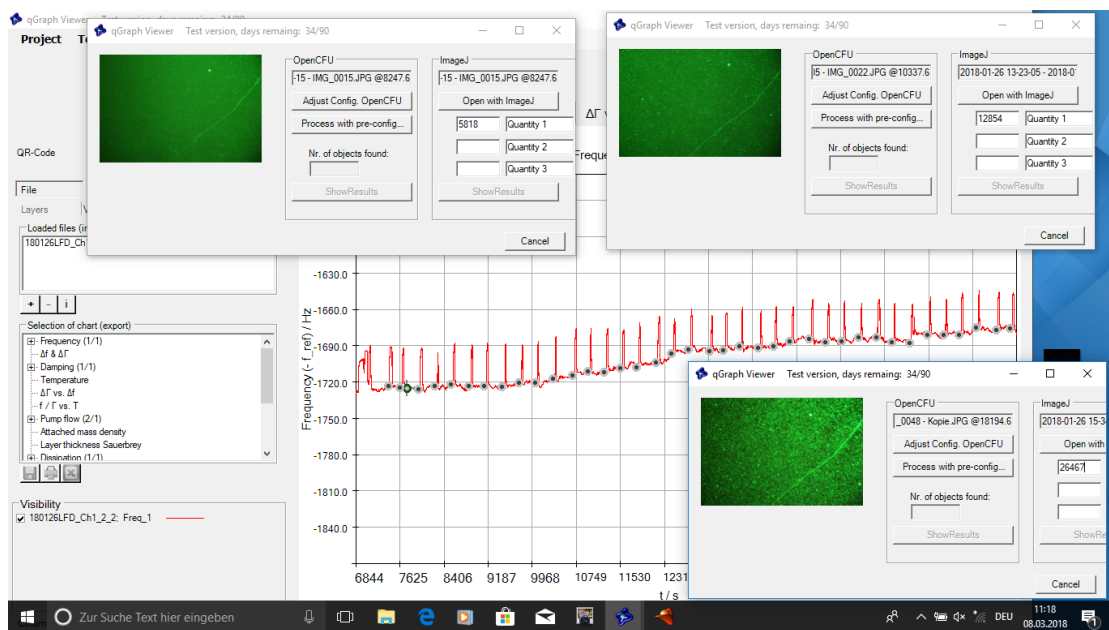 qGraph Viewer Test version, days remaing: 34/90
Project
QR-Code
File
Layers
Loaded files (in
180126LFD_Ch
+ - i
Selection of chart (export)
Frequency (1/1)
Δf & ΔΓ
Damping (1/1)
Temperature
ΔΓ vs. Δf
f / Γ vs. T
Pump flow (2/1)
Attached mass density
Layer thickness Sauerbrey
Dissipation (1/1)
Visibility
180126LFD_Ch1_2_2; Freq_1
qGraph Viewer Test version, days remaing: 34/90
OpenCFU
-15 - IMG_0015.JPG @8247.6
Adjust Config. OpenCFU
Process with pre-config...
Nr. of objects found:
ShowResults
ImageJ
-15 - IMG_0015.JPG @8247.6
Open with ImageJ
5818 Quantity 1
Quantity 2
Quantity 3
ShowResults
Cancel
qGraph Viewer Test version, days remaing: 34/90
OpenCFU
I5 - IMG_0022.JPG @10337.6
Adjust Config. OpenCFU
Process with pre-config...
Nr. of objects found:
ShowResults
ImageJ
2018-01-26 13-23-05 - 2018-0
Open with ImageJ
12854 Quantity 1
Quantity 2
Quantity 3
ShowResults
Cancel
ΔΓ v
Freque
Frequency (- f_ref) / Hz
-1630.0
-1660.0
-1690.0
-1720.0
-1750.0
-1780.0
-1810.0
-1840.0
6844 7625 8406 9187 9968 10749 11530 1231
t / s
qGraph Viewer Test version, days remaing: 34/90
OpenCFU
_0048 - Kopie.JPG @18194.6
Adjust Config. OpenCFU
Process with pre-config...
Nr. of objects found:
ShowResults
ImageJ
2018-01-26 15-3
Open with
26467
ShowRe
Cancel
Zur Suche Text hier eingeben
DEU
11:18
08.03.2018